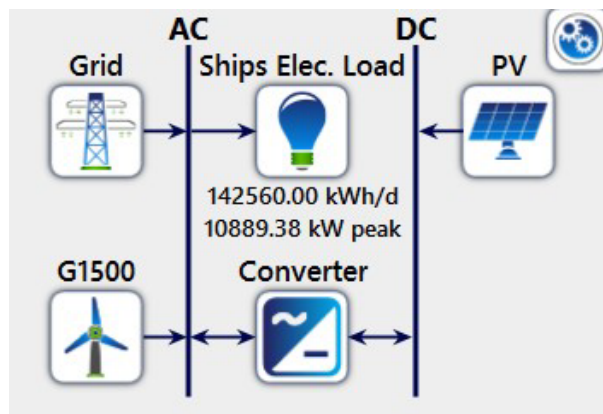 AC DC
Grid Ships Elec. Load PV
142560.00 kWh/d
10889.38 kW peak
G1500 Converter